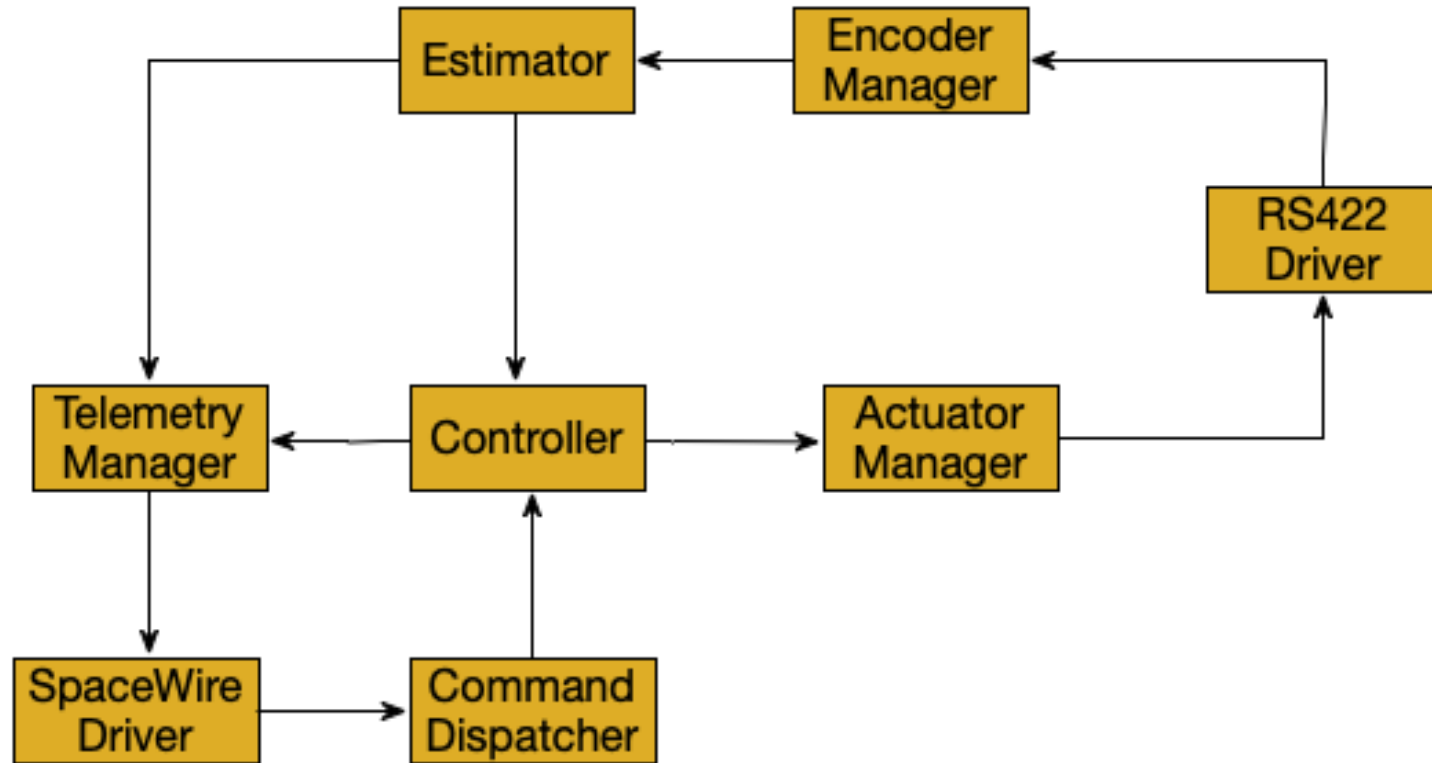 Estimator
Encoder
Manager
RS422
Driver
Telemetry
Manager
Controller
Actuator
Manager
SpaceWire
Driver
Command
Dispatcher